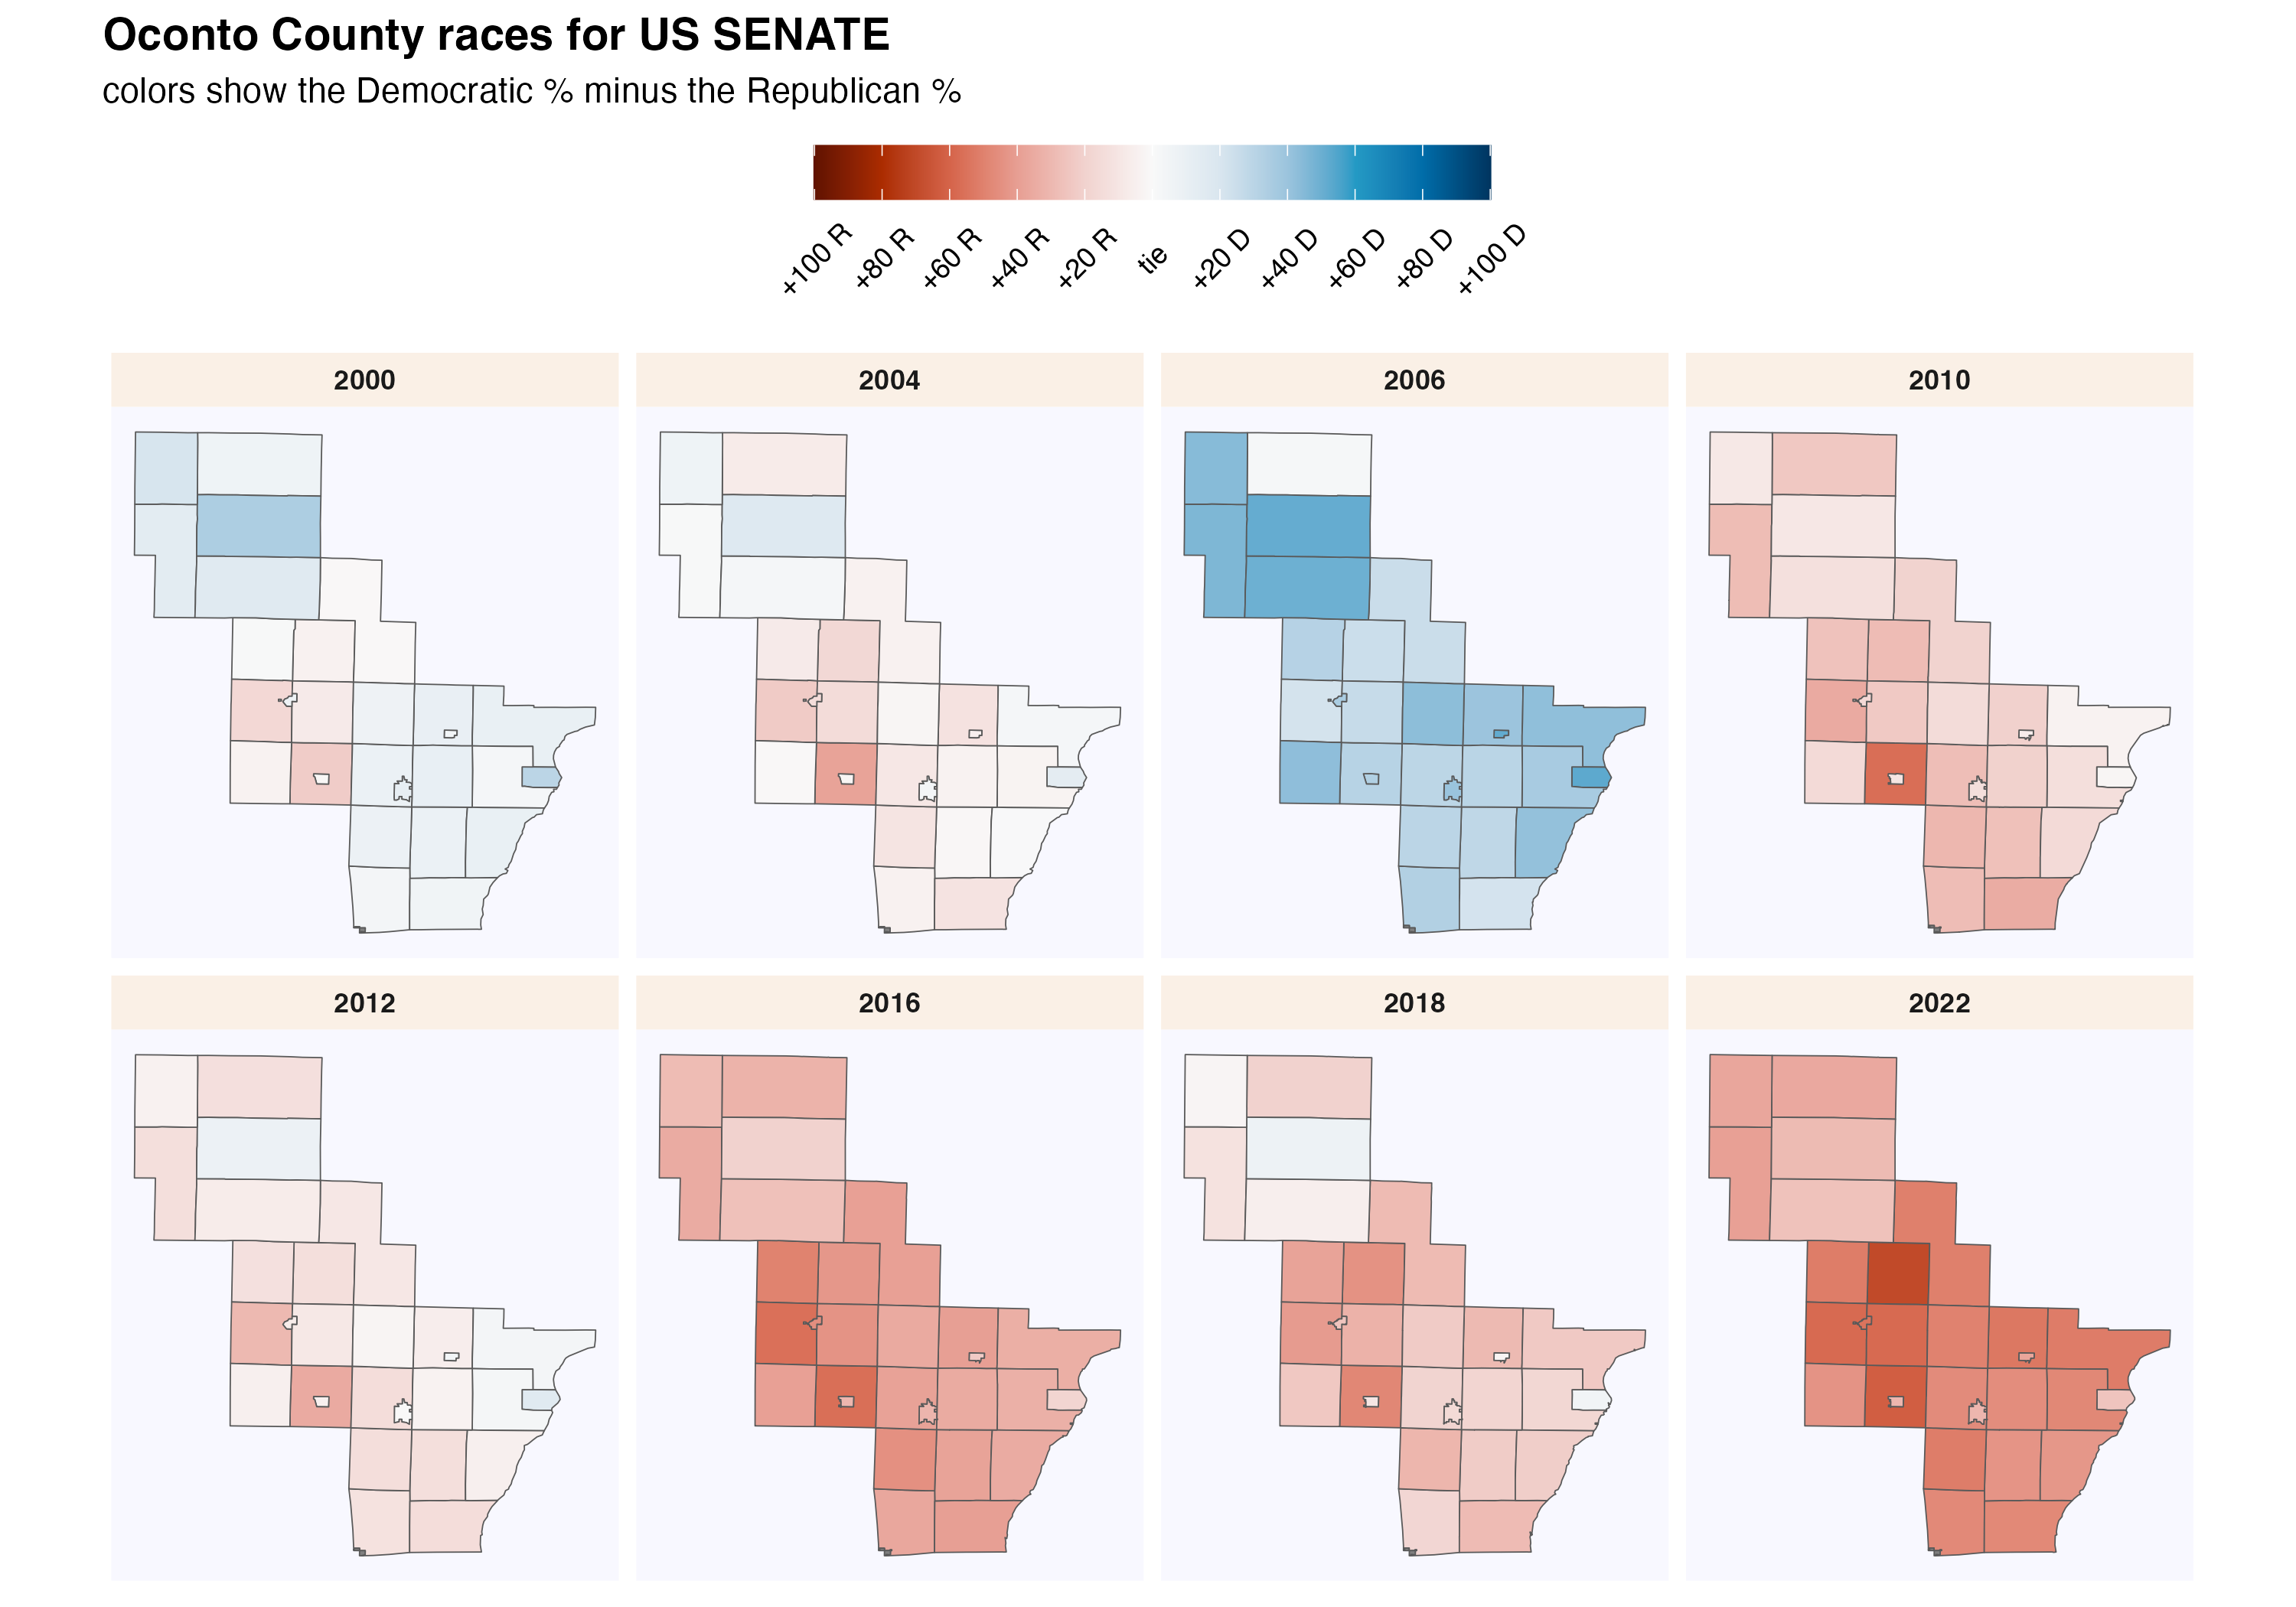 Oconto County races for US SENATE
colors show the Democratic % minus the Republican %
+100 R +80 R +60 R +40 R +20 R tie +20 D +40 D +60 D +80 D +100 D
2000 2004 2006 2010
2012 2016 2018 2022